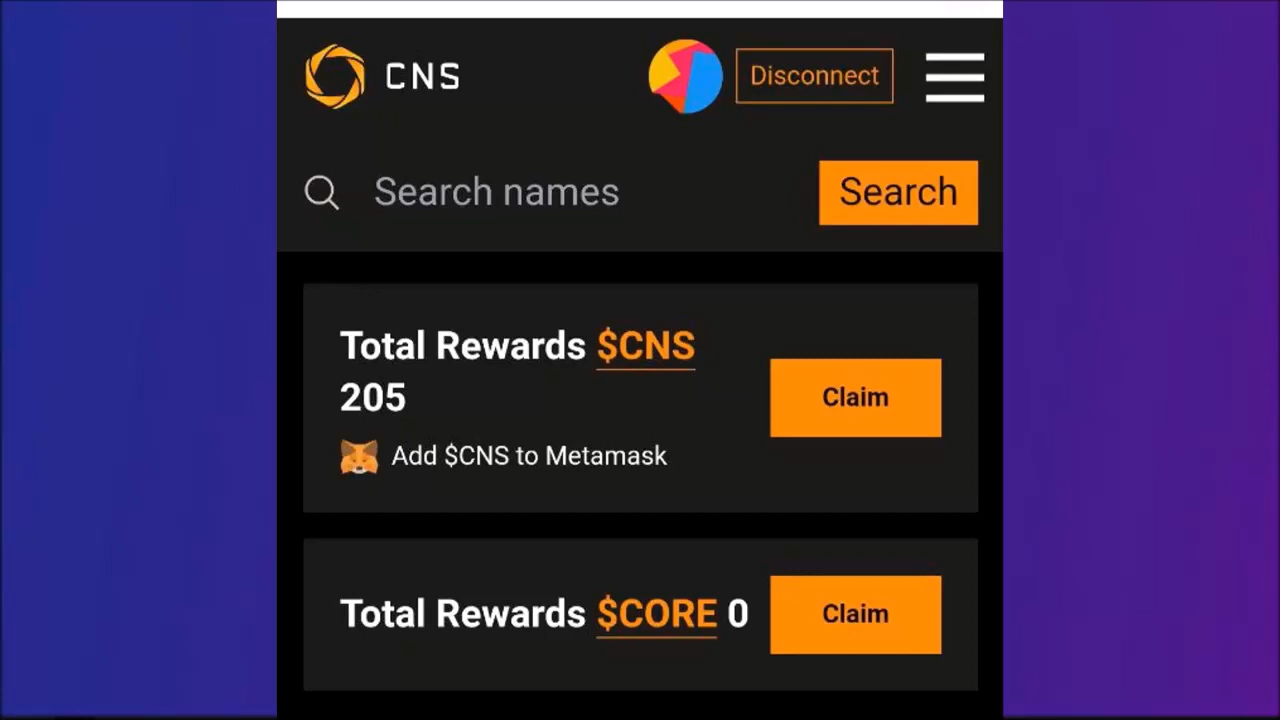 CNS
Disconnect
Search names
Search
Total Rewards $CNS
205
Claim
Add $CNS to Metamask
Total Rewards $CORE 0
Claim